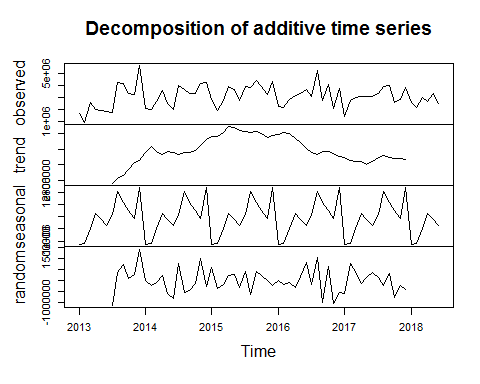 Decomposition of additive time series
observed
5e+06
1e+06
trend
seasonal
random
-1000000
2013
2014
2015
2016
2017
2018
Time